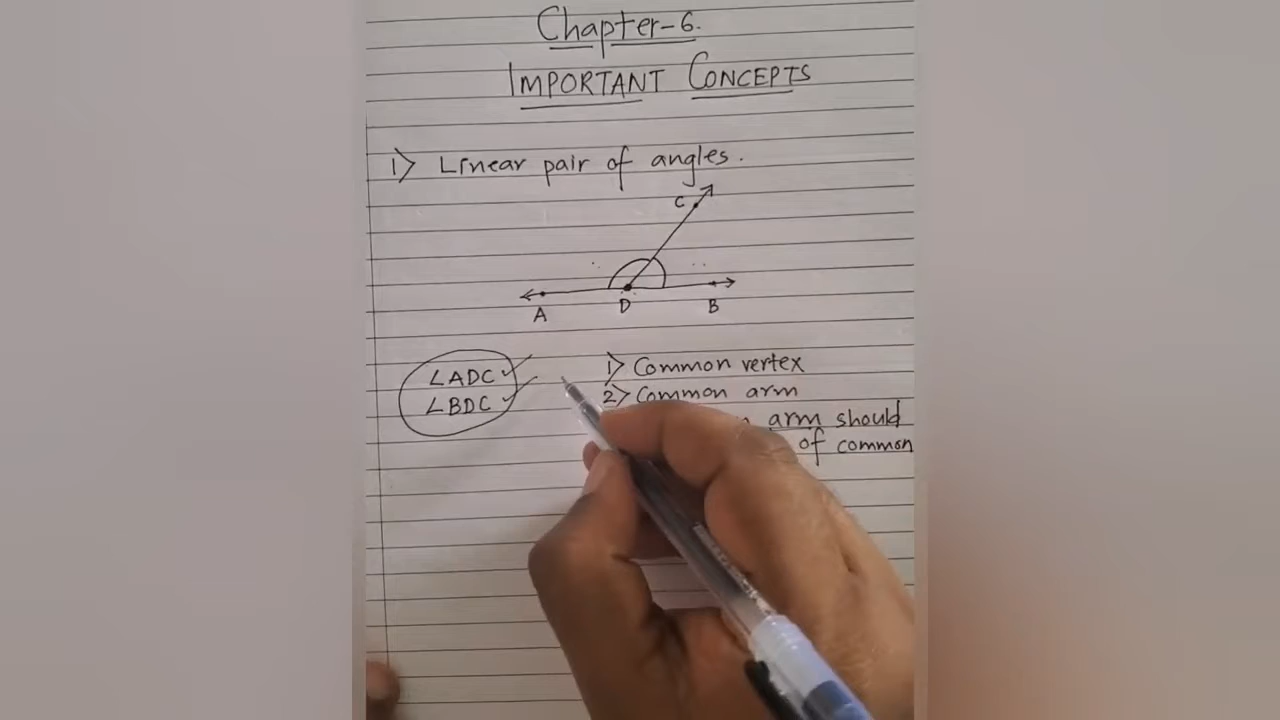 Chapter-6.
IMPORTANT CONCEPTS
1) Linear pair of angles.
C
A D B
∠ADC ✓
∠BDC ✓
1) Common vertex
2) Common arm
arm should
of common